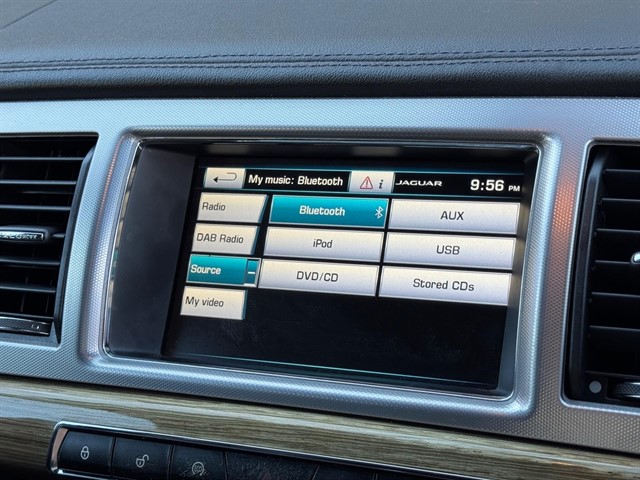 My music: Bluetooth
i
JAGUAR
9:56 PM
Radio
Bluetooth
AUX
DAB Radio
iPod
USB
Source
DVD/CD
Stored CDs
My video